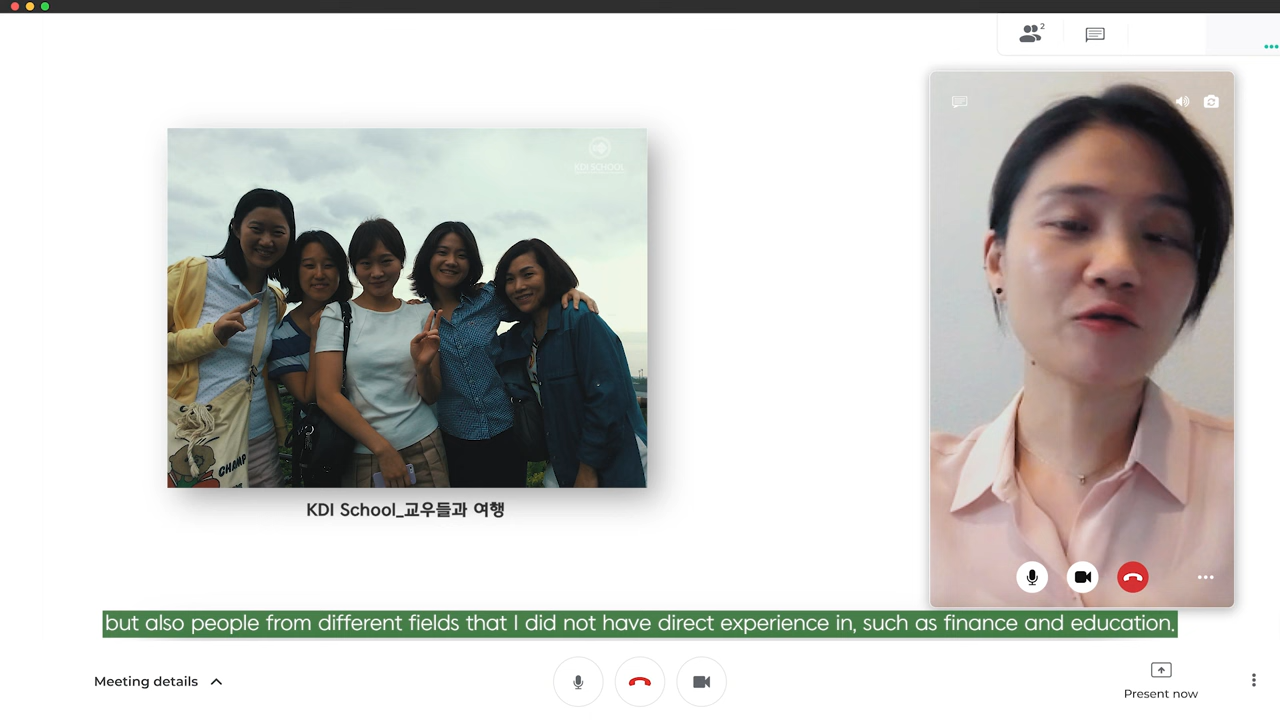 2
KDI SCHOOL
CHAMP
KDI School_교우들과 여행
but also people from different fields that I did not have direct experience in, such as finance and education.
Meeting details
Present now